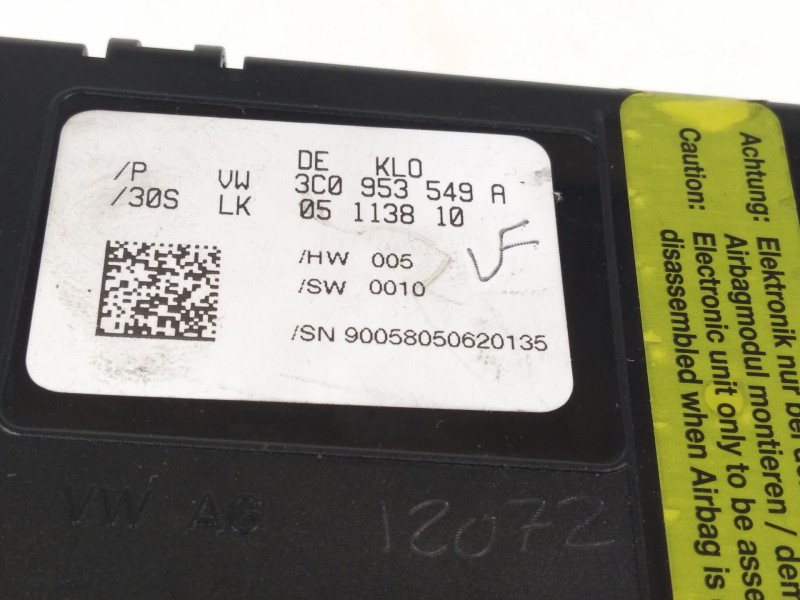 DE KLO
/P VW 3C0 953 549 A
/30S LK 05 1138 10
/HW 005
/SW 0010
/SN 90058050620135
VF
VW AG
12072
Achtung: Elektronik nur bei
Airbagmodul montieren / dem
Caution: Electronic unit only to be asse
disassembled when Airbag is